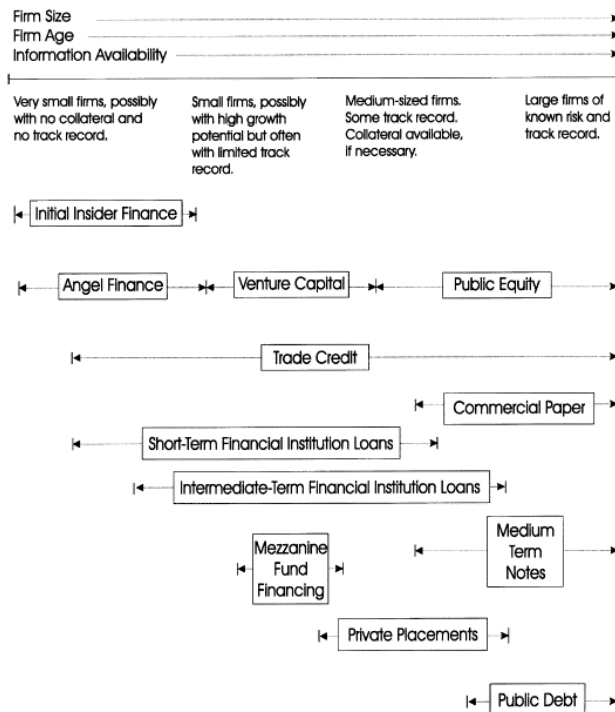 Firm Size
Firm Age
Information Availability
Very small firms, possibly
with no collateral and
no track record.
Small firms, possibly
with high growth
potential but often
with limited track
record.
Medium-sized firms.
Some track record.
Collateral available,
if necessary.
Large firms of
known risk and
track record.
Initial Insider Finance
Angel Finance
Venture Capital
Public Equity
Trade Credit
Commercial Paper
Short-Term Financial Institution Loans
Intermediate-Term Financial Institution Loans
Mezzanine
Fund
Financing
Medium
Term
Notes
Private Placements
Public Debt